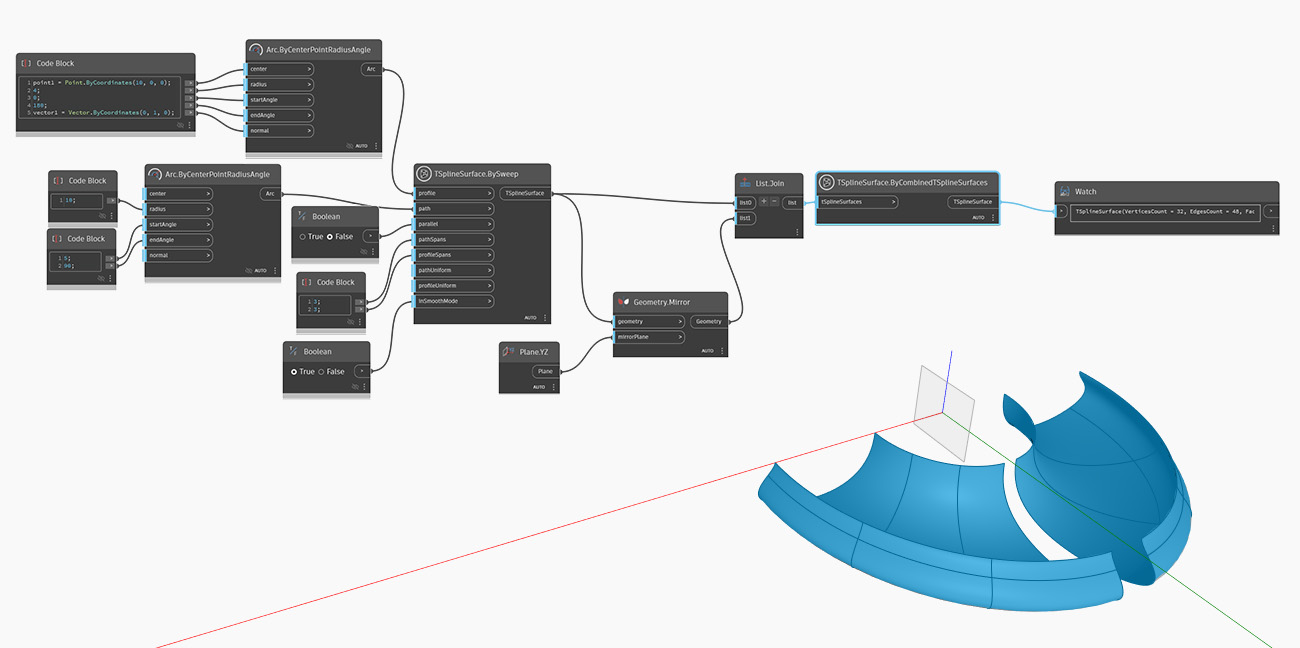 Code Block
1 point1 = Point.ByCoordinates(10, 0, 0);
2 4;
3 0;
4 180;
5 vector1 = Vector.ByCoordinates(0, 1, 0);
Arc.ByCenterPointRadiusAngle
center > Arc
radius >
startAngle >
endAngle >
normal >
AUTO
Code Block
1 10;
>
Code Block
1 5;
2 90;
>
>
Arc.ByCenterPointRadiusAngle
center > Arc
radius >
startAngle >
endAngle >
normal >
AUTO
Boolean
True False >
Code Block
1 3;
2 3;
>
>
Boolean
True False >
TSplineSurface.BySweep
profile > TSplineSurface
path >
parallel >
pathSpans >
profileSpans >
pathUniform >
profileUniform >
inSmoothMode >
AUTO
Plane.YZ
Plane
AUTO
Geometry.Mirror
geometry > Geometry
mirrorPlane >
AUTO
List.Join
list0 + - list
list1
TSplineSurface.ByCombinedTSplineSurfaces
tSplineSurfaces > TSplineSurface
AUTO
Watch
> TSplineSurface(VerticesCount = 32, EdgesCount = 48, Fac >